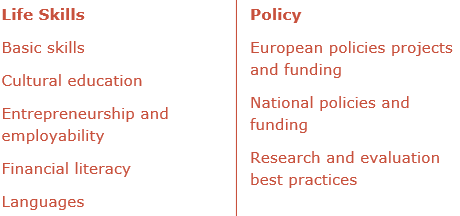 Life Skills
Basic skills
Cultural education
Entrepreneurship and
employability
Financial literacy
Languages
Policy
European policies projects
and funding
National policies and
funding
Research and evaluation
best practices